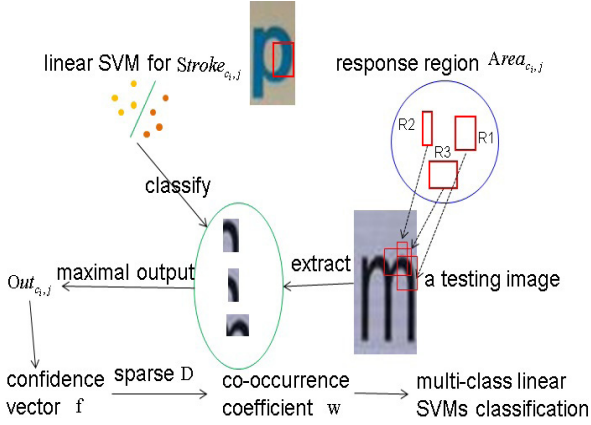 linear SVM for Stroke_{c_i,j}
p
response region Area_{c_i,j}
R2
R1
R3
classify
m
extract
a testing image
maximal output
Out_{c_i,j}
confidence
vector f
sparse D
co-occurrence
coefficient w
multi-class linear
SVMs classification